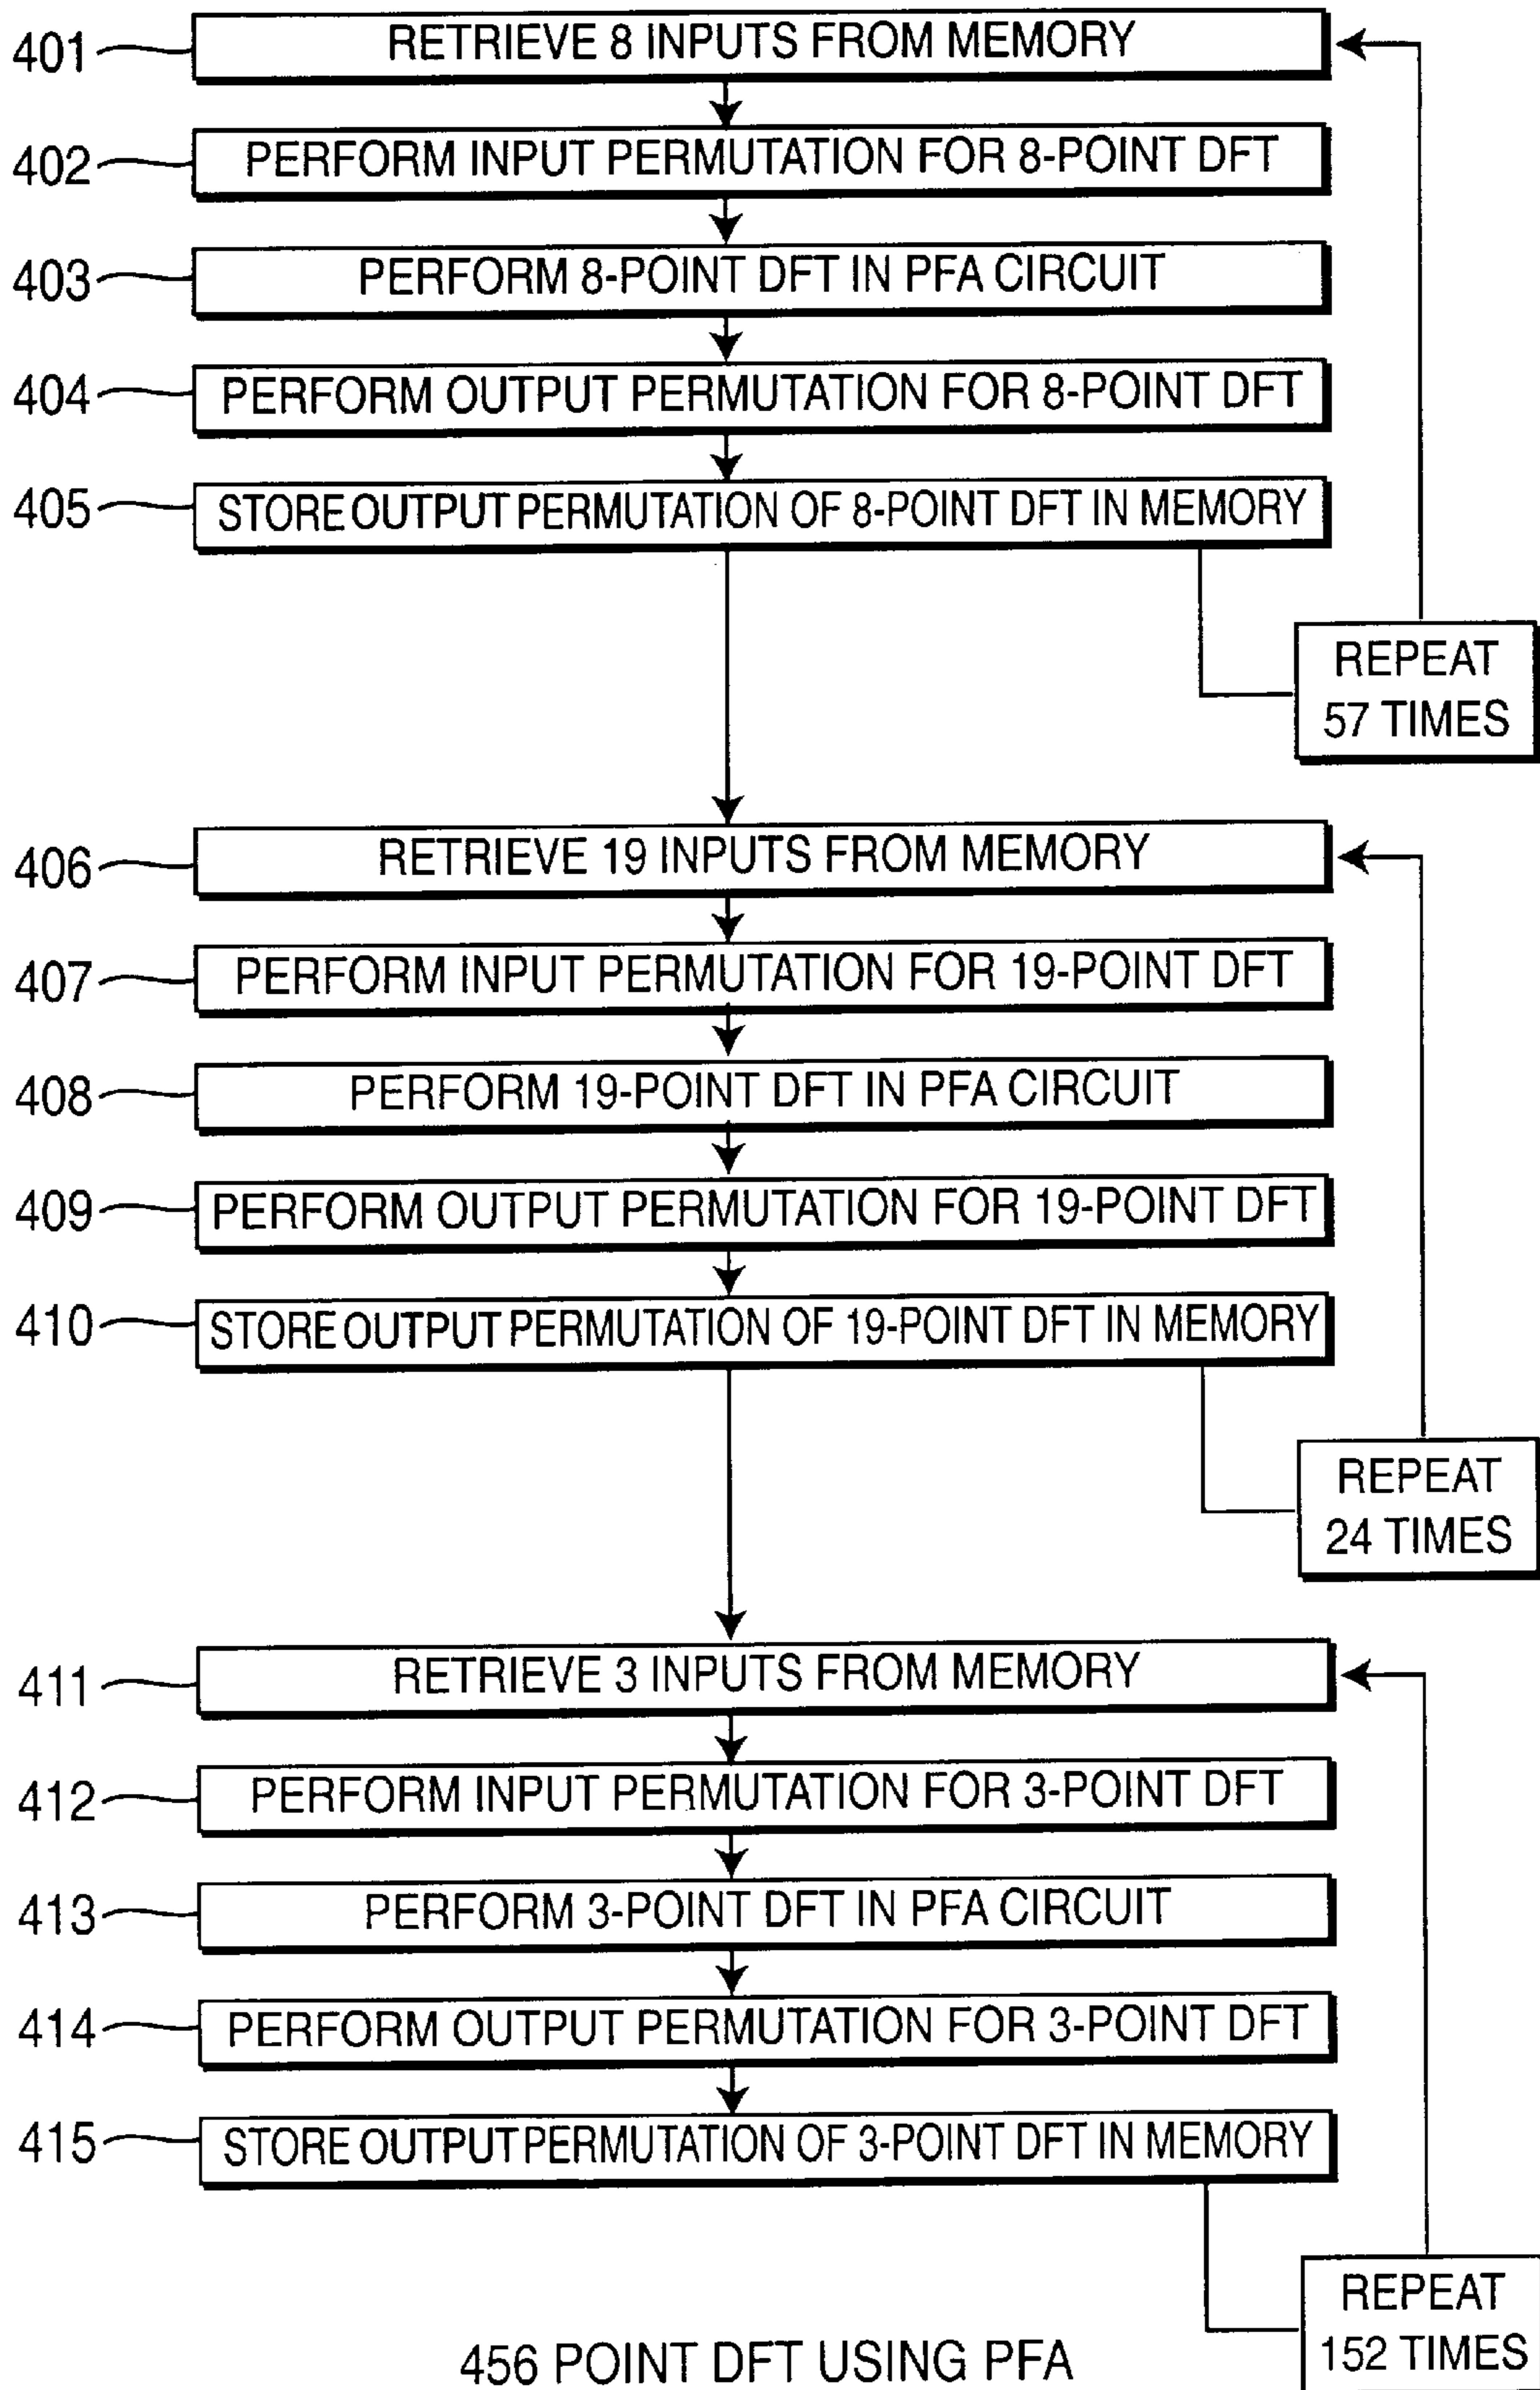 401 RETRIEVE 8 INPUTS FROM MEMORY
402 PERFORM INPUT PERMUTATION FOR 8-POINT DFT
403 PERFORM 8-POINT DFT IN PFA CIRCUIT
404 PERFORM OUTPUT PERMUTATION FOR 8-POINT DFT
405 STORE OUTPUT PERMUTATION OF 8-POINT DFT IN MEMORY
REPEAT
57 TIMES
406 RETRIEVE 19 INPUTS FROM MEMORY
407 PERFORM INPUT PERMUTATION FOR 19-POINT DFT
408 PERFORM 19-POINT DFT IN PFA CIRCUIT
409 PERFORM OUTPUT PERMUTATION FOR 19-POINT DFT
410 STORE OUTPUT PERMUTATION OF 19-POINT DFT IN MEMORY
REPEAT
24 TIMES
411 RETRIEVE 3 INPUTS FROM MEMORY
412 PERFORM INPUT PERMUTATION FOR 3-POINT DFT
413 PERFORM 3-POINT DFT IN PFA CIRCUIT
414 PERFORM OUTPUT PERMUTATION FOR 3-POINT DFT
415 STORE OUTPUT PERMUTATION OF 3-POINT DFT IN MEMORY
REPEAT
152 TIMES
456 POINT DFT USING PFA